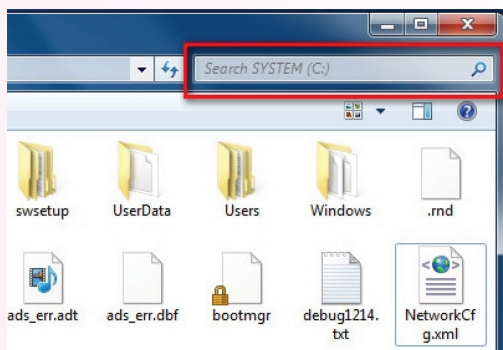 Search SYSTEM (C:)
swsetup
UserData
Users
Windows
.rnd
ads_err.adt
ads_err.dbf
bootmgr
debug1214.
txt
NetworkCf
g.xml